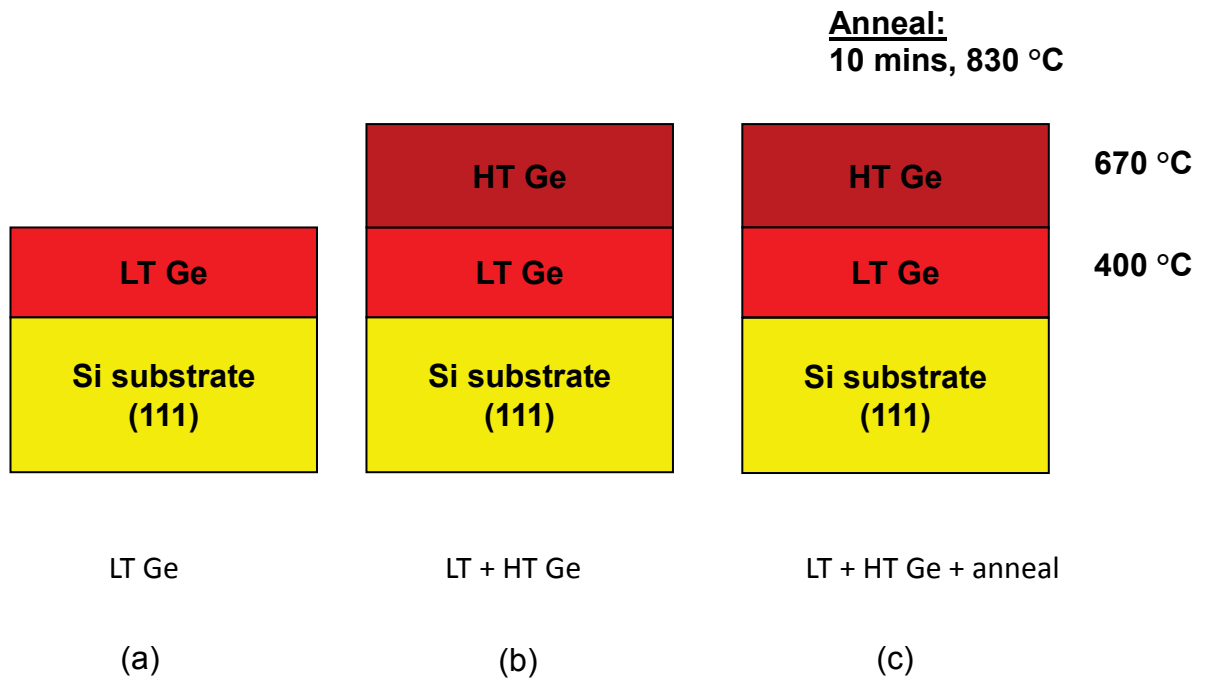 Anneal:
10 mins, 830 °C
HT Ge
HT Ge
670 °C
LT Ge
LT Ge
LT Ge
400 °C
Si substrate
(111)
Si substrate
(111)
Si substrate
(111)
LT Ge
LT + HT Ge
LT + HT Ge + anneal
(a)
(b)
(c)